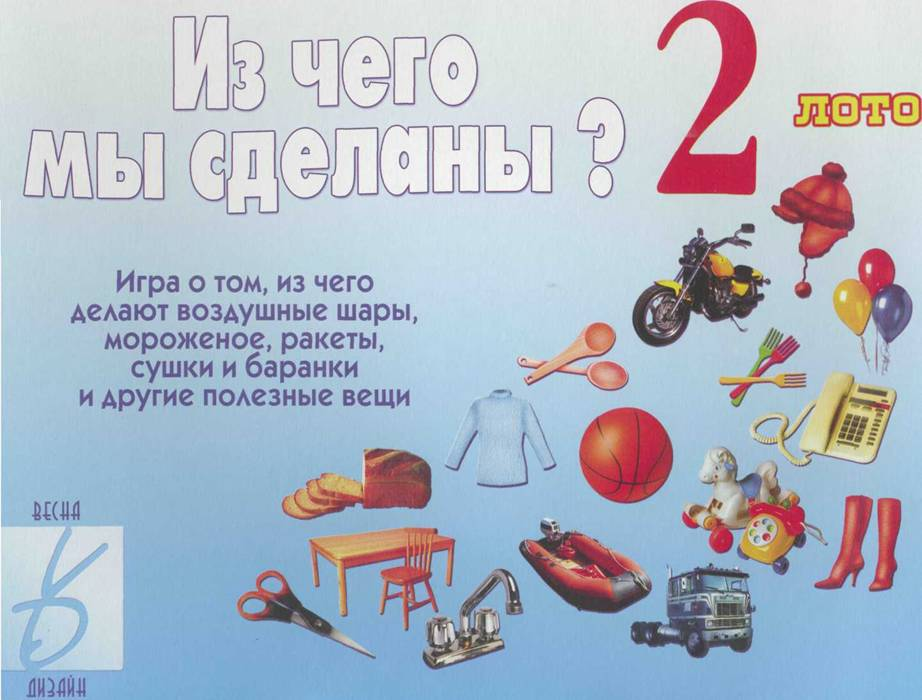 Из чего
мы сделаны ?
2
ЛОТО
Игра о том, из чего
делают воздушные шары,
мороженое, ракеты,
сушки и баранки
и другие полезные вещи
ВЕСНА
ДИЗАЙН